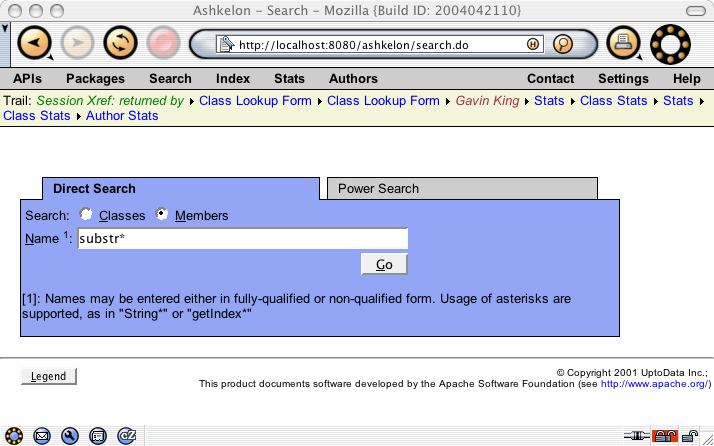 Ashkelon - Search - Mozilla {Build ID: 2004042110}
http://localhost:8080/ashkelon/search.do
APIs Packages Search Index Stats Authors Contact Settings Help
Trail: Session Xref: returned by Class Lookup Form Class Lookup Form Gavin King Stats Class Stats Stats
Class Stats Author Stats
Direct Search Power Search
Search: Classes Members
Name 1: substr*
Go
[1]: Names may be entered either in fully-qualified or non-qualified form. Usage of asterisks are
supported, as in "String*" or "getIndex*"
Legend
© Copyright 2001 UptoData Inc.;
This product documents software developed by the Apache Software Foundation (see http://www.apache.org/)